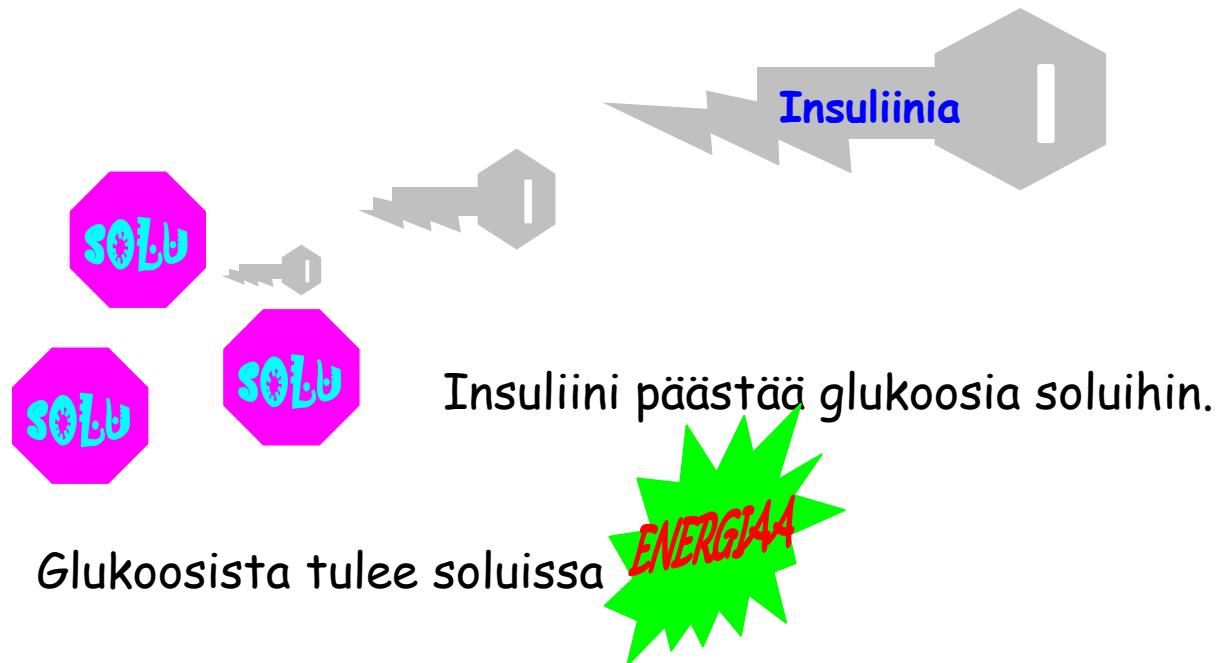 Insuliinia
SOLU
SOLU
SOLU
Insuliini päästää glukoosia soluihin.
Glukoosista tulee soluissa ENERGIAA